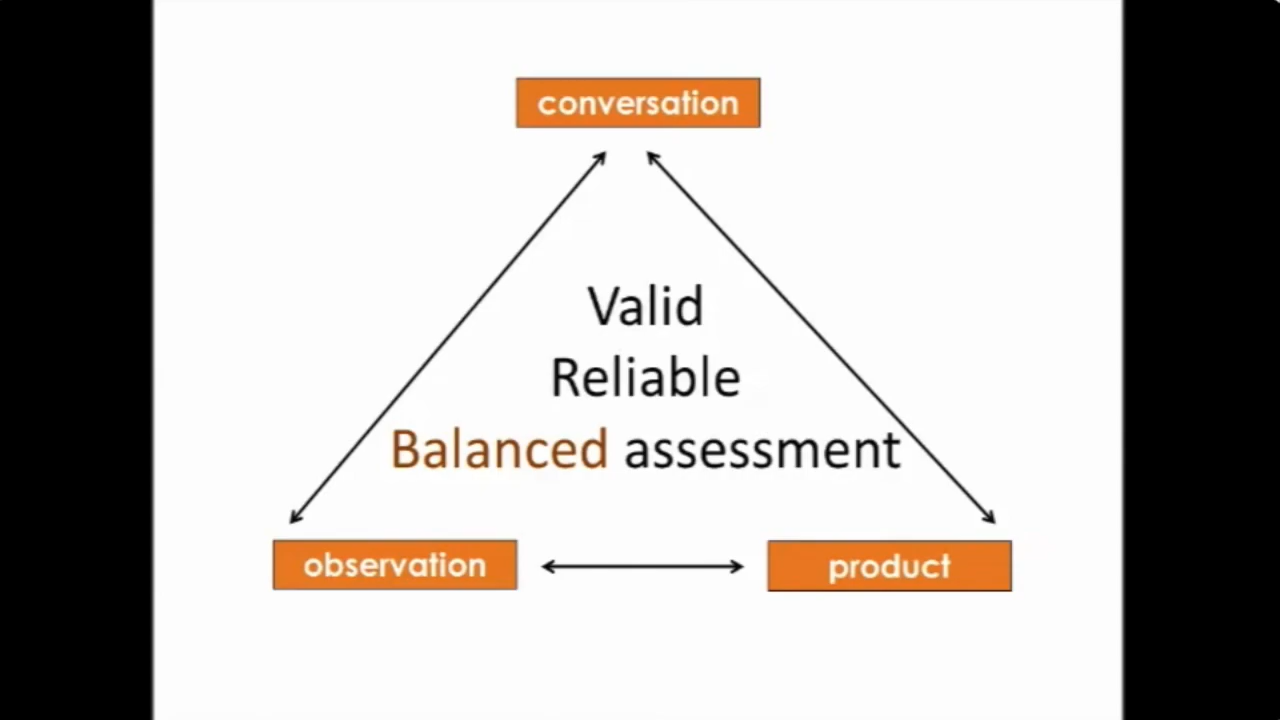 conversation
Valid
Reliable
Balanced assessment
observation
product